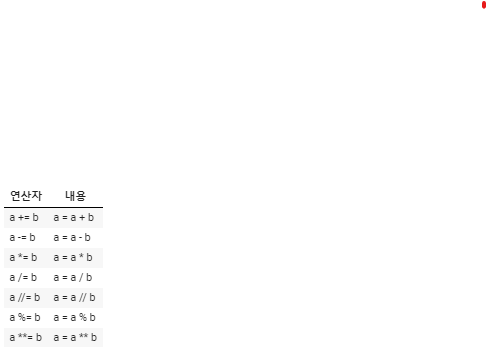 연산자 내용
a += b a = a + b
a -= b a = a - b
a *= b a = a * b
a /= b a = a / b
a //= b a = a // b
a %= b a = a % b
a **= b a = a ** b